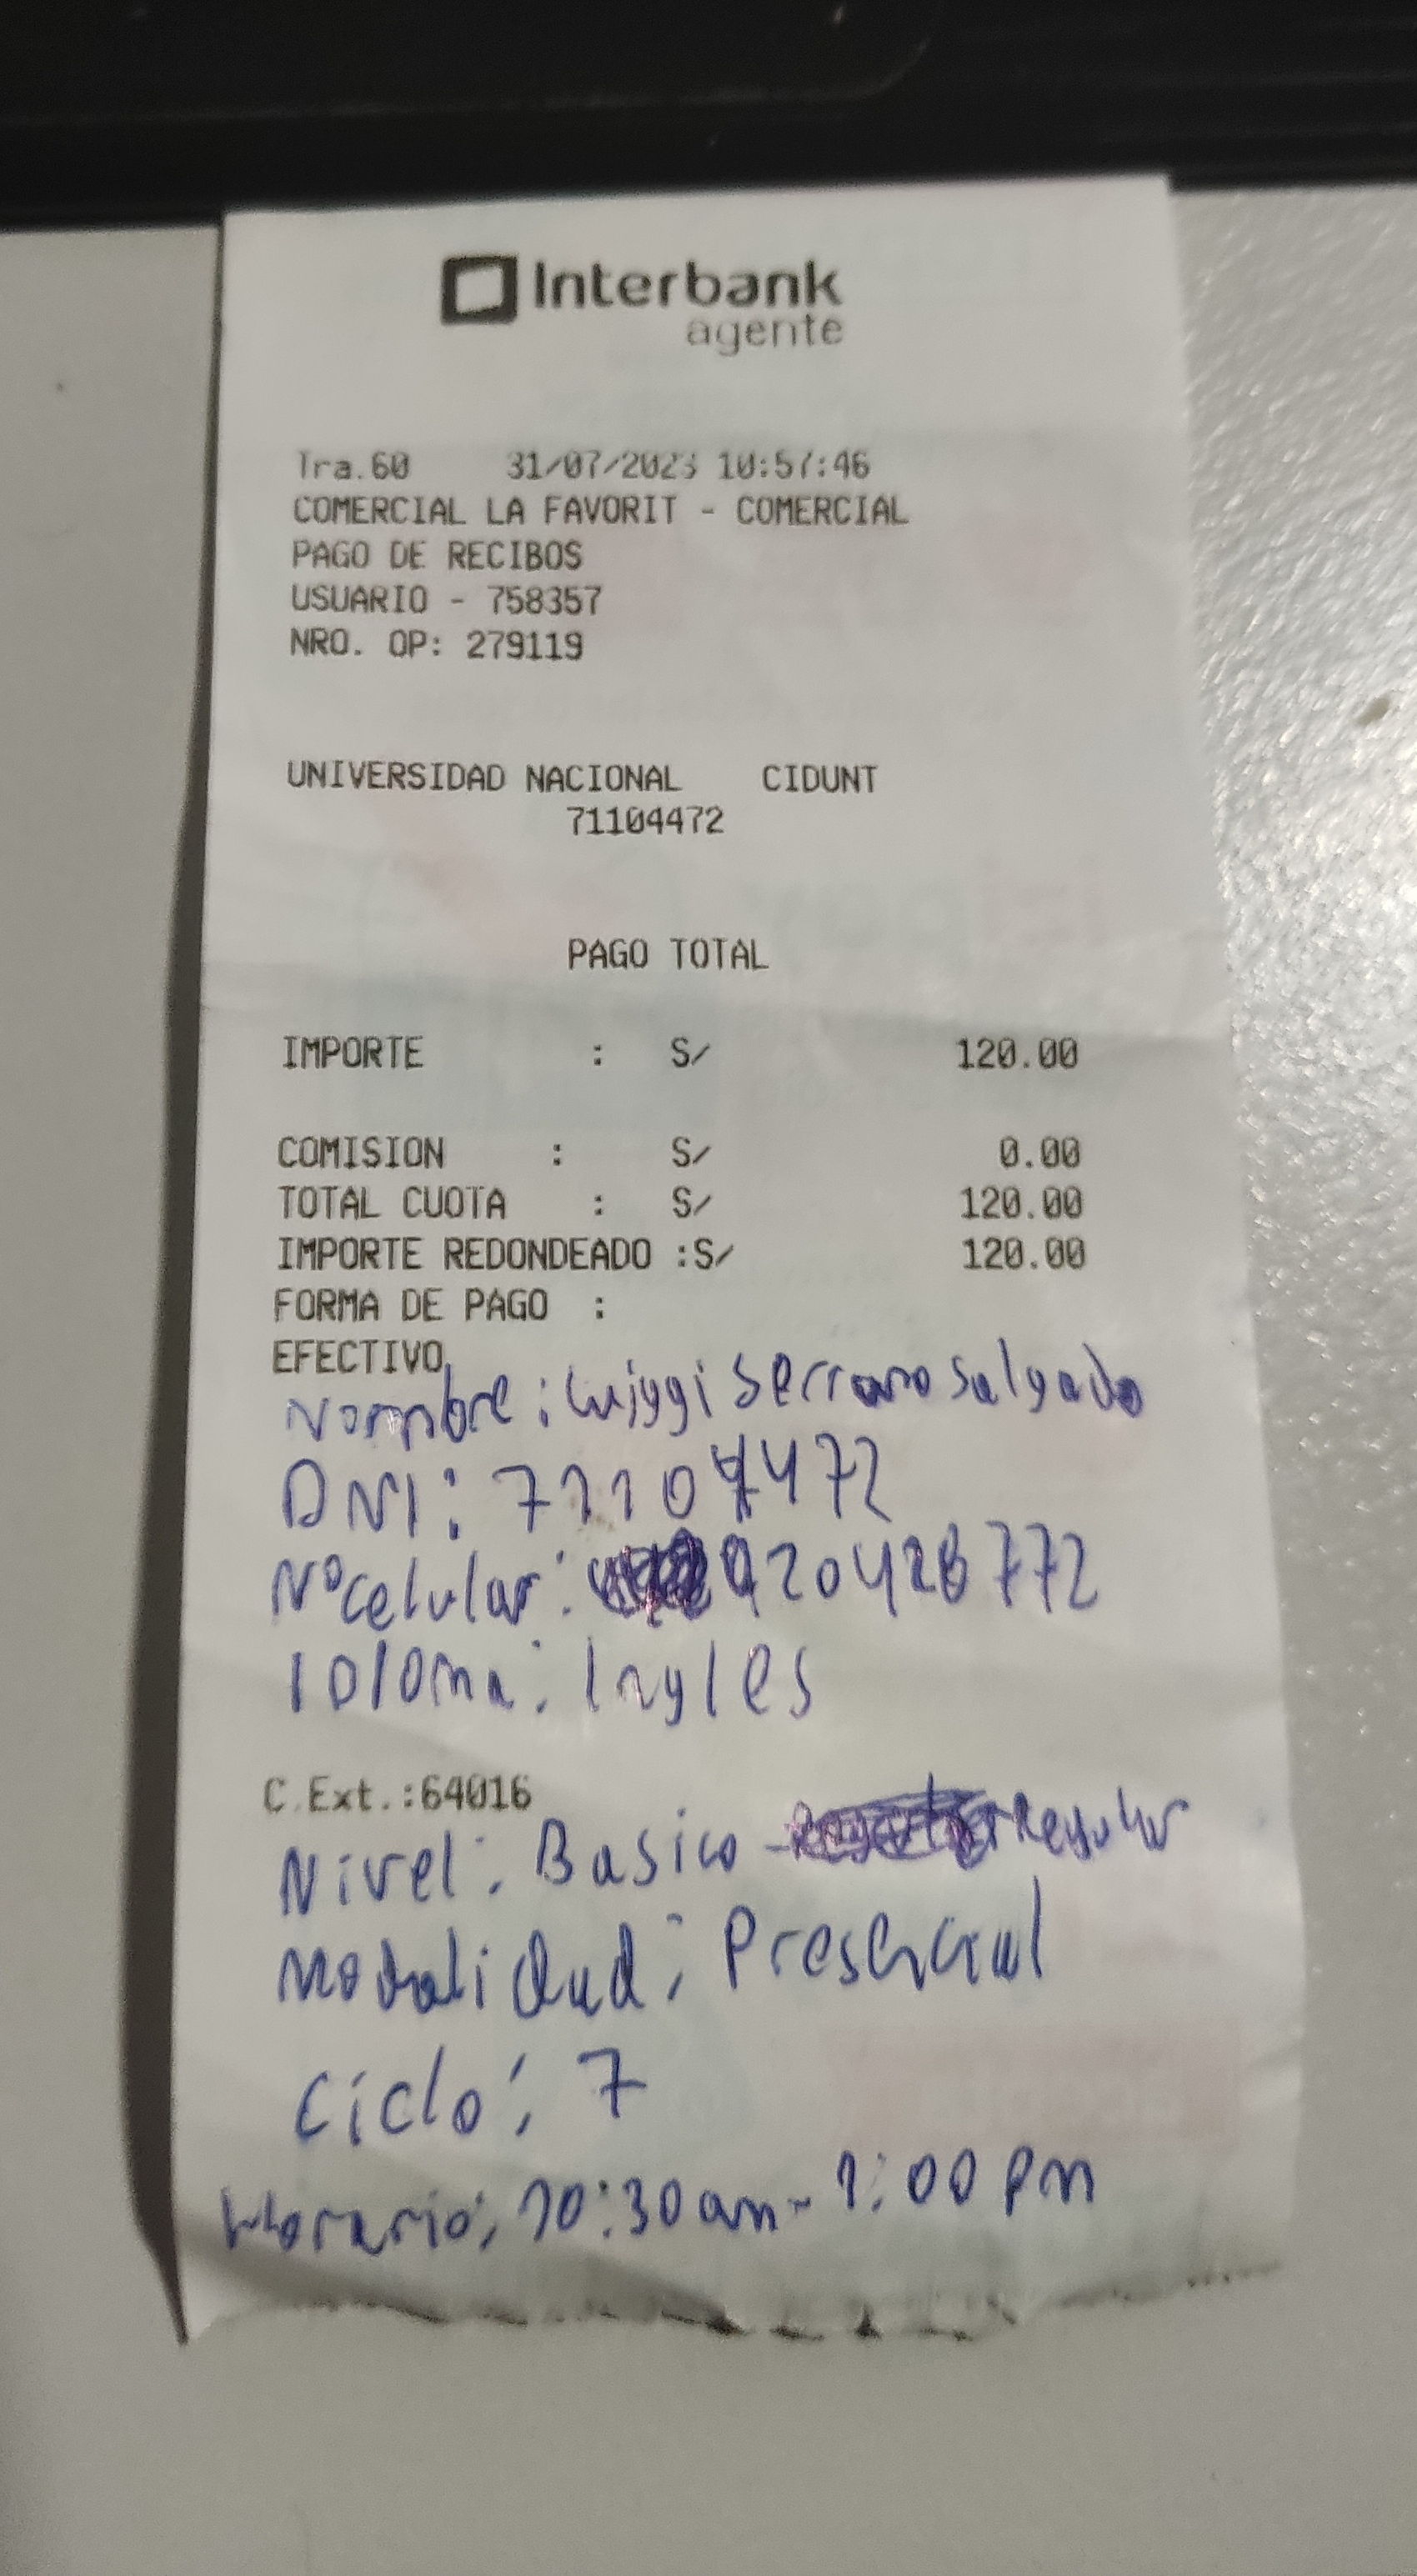 Interbank
agente
Tra.60 31/07/2023 10:57:46
COMERCIAL LA FAVORIT - COMERCIAL
PAGO DE RECIBOS
USUARIO - 758357
NRO. OP: 279119
UNIVERSIDAD NACIONAL CIDUNT
71104472
PAGO TOTAL
IMPORTE : S/ 120.00
COMISION : S/ 0.00
TOTAL CUOTA : S/ 120.00
IMPORTE REDONDEADO :S/ 120.00
FORMA DE PAGO :
EFECTIVO
Nombre: Luiggi Serrano Salgado
DNI: 71104472
N° celular: 920428772
IDIOMA: Ingles
C.Ext.:64016
Nivel: Basico - Regular
Modalidad: Presencial
Ciclo: 7
Horario: 10:30 am - 1:00 pm